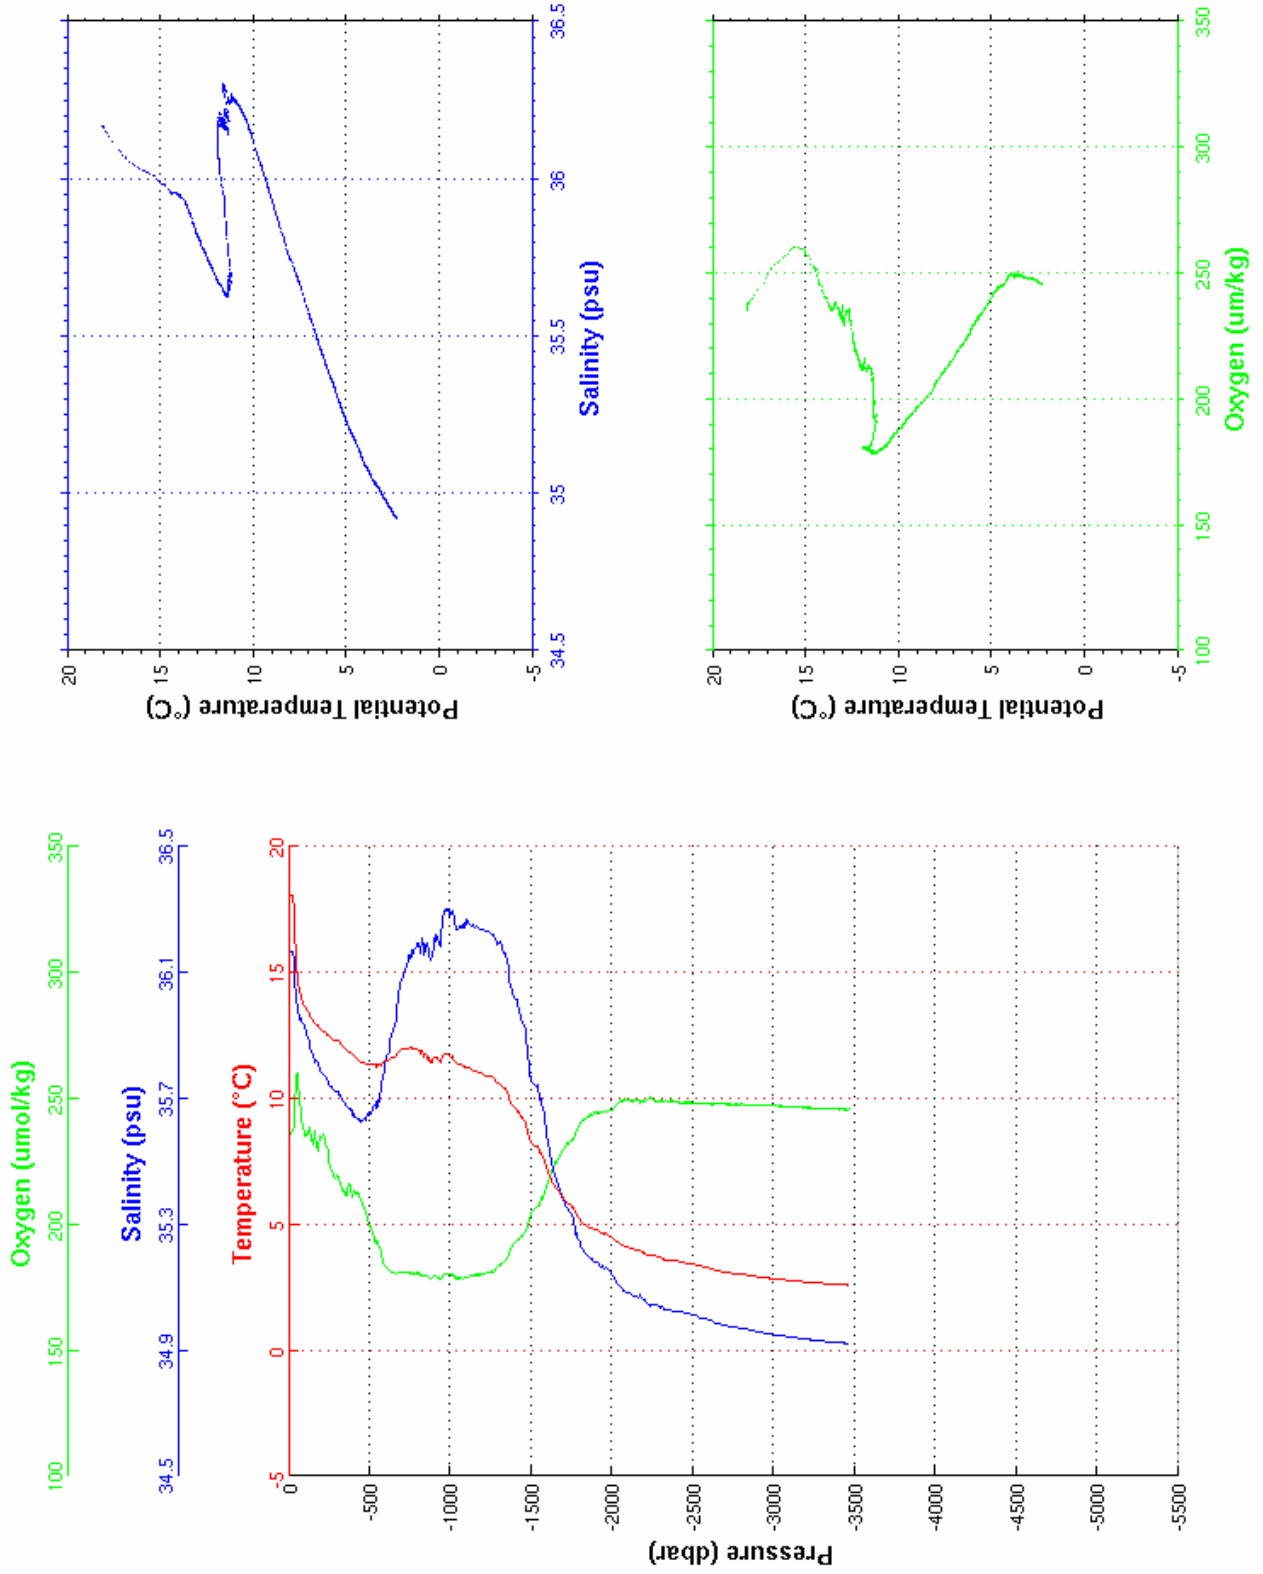 Oxygen (umol/kg)
100 150 200 250 300 350
Salinity (psu)
34.5 34.9 35.3 35.7 36.1 36.5
Temperature (°C)
-5 0 5 10 15 20
0
-500
-1000
-1500
-2000
-2500
-3000
-3500
-4000
-4500
-5000
-5500
Pressure (dbar)
20
15
10
5
0
-5
Potential Temperature (°C)
34.5 35 35.5 36 36.5
Salinity (psu)
20
15
10
5
0
-5
Potential Temperature (°C)
100 150 200 250 300 350
Oxygen (um/kg)